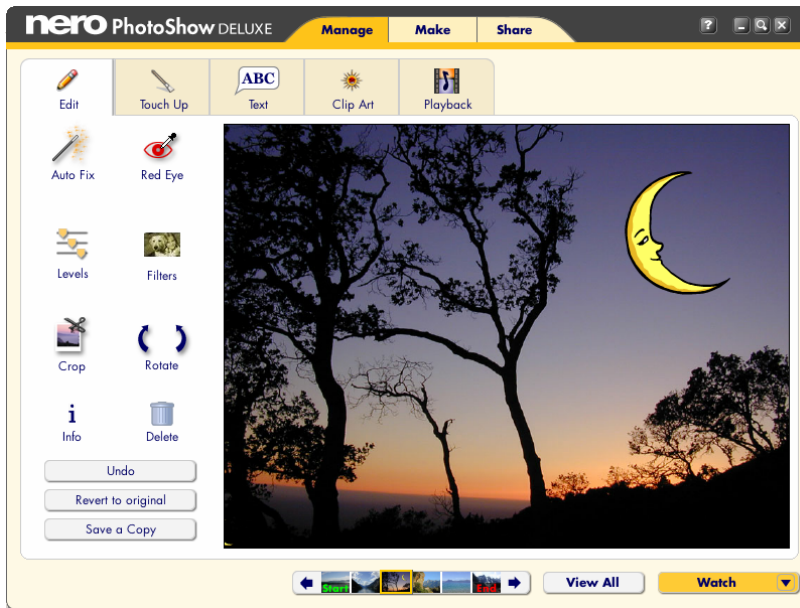 nero PhotoShow DELUXE
Manage
Make
Share
?
Edit
Touch Up
ABC
Text
Clip Art
Playback
Auto Fix
Red Eye
Levels
Filters
Crop
Rotate
i
Info
Delete
Undo
Revert to original
Save a Copy
Start
End
View All
Watch